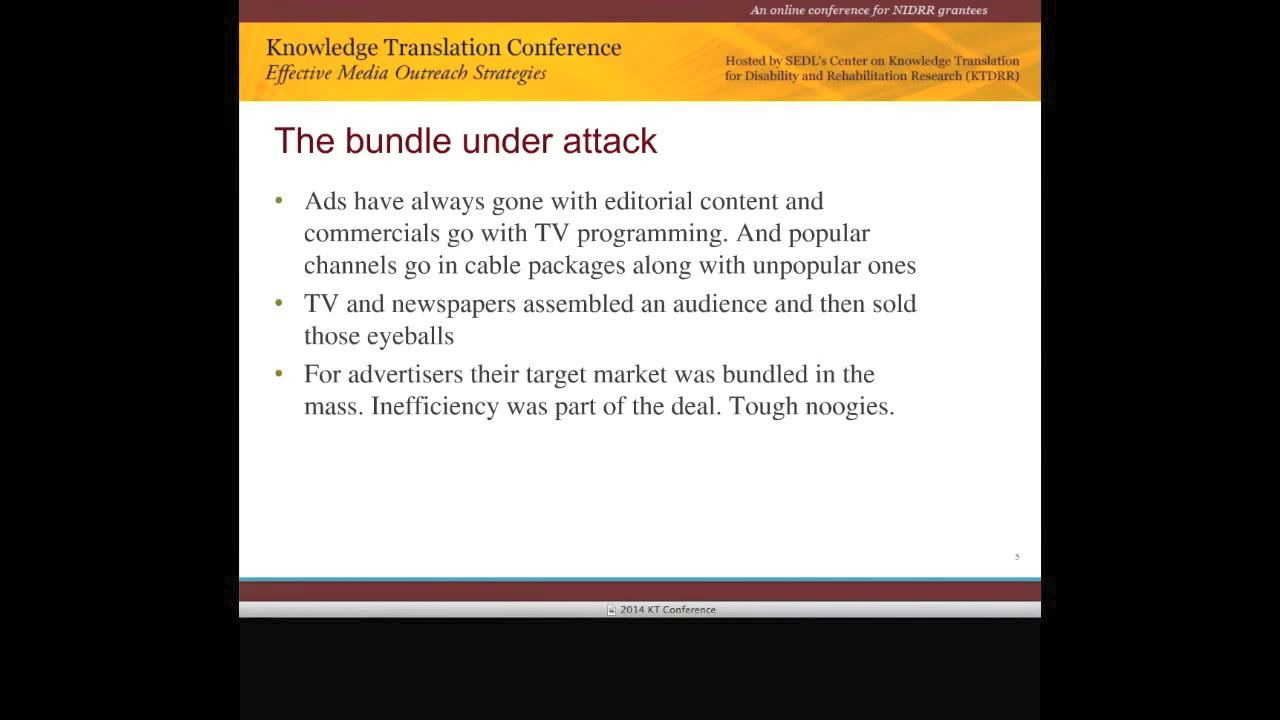 An online conference for NIDRR grantees
Knowledge Translation Conference
Effective Media Outreach Strategies
Hosted by SEDL's Center on Knowledge Translation
for Disability and Rehabilitation Research (KTDRR)
The bundle under attack
• Ads have always gone with editorial content and
commercials go with TV programming. And popular
channels go in cable packages along with unpopular ones
• TV and newspapers assembled an audience and then sold
those eyeballs
• For advertisers their target market was bundled in the
mass. Inefficiency was part of the deal. Tough noogies.
5
2014 KT Conference